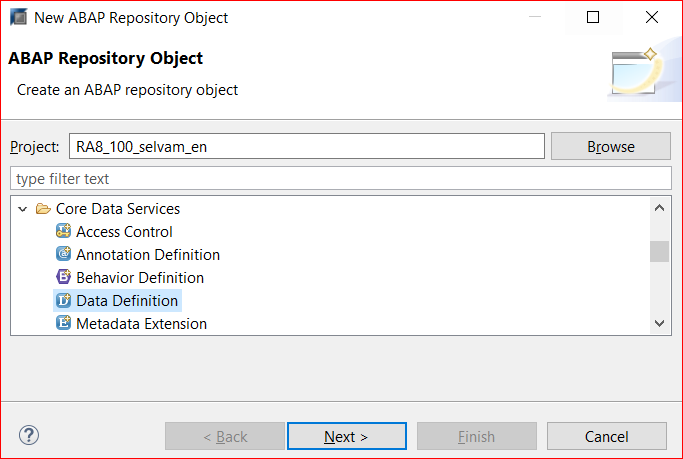 New ABAP Repository Object
ABAP Repository Object
Create an ABAP repository object
Project: RA8_100_selvam_en Browse
type filter text
Core Data Services
Access Control
Annotation Definition
Behavior Definition
Data Definition
Metadata Extension
? < Back Next > Finish Cancel